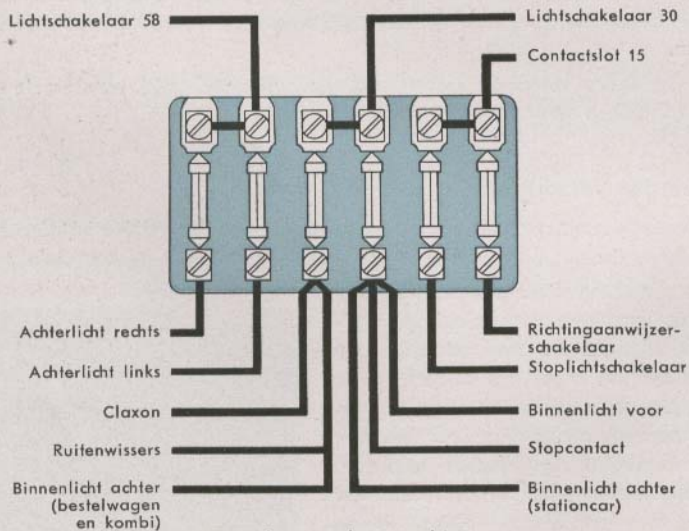 Lichtschakelaar 58
Lichtschakelaar 30
Contactslot 15
Achterlicht rechts
Achterlicht links
Claxon
Ruitenwissers
Binnenlicht achter
(bestelwagen
en kombi)
Richtingaanwijzer-
schakelaar
Stoplichtschakelaar
Binnenlicht voor
Stopcontact
Binnenlicht achter
(stationcar)